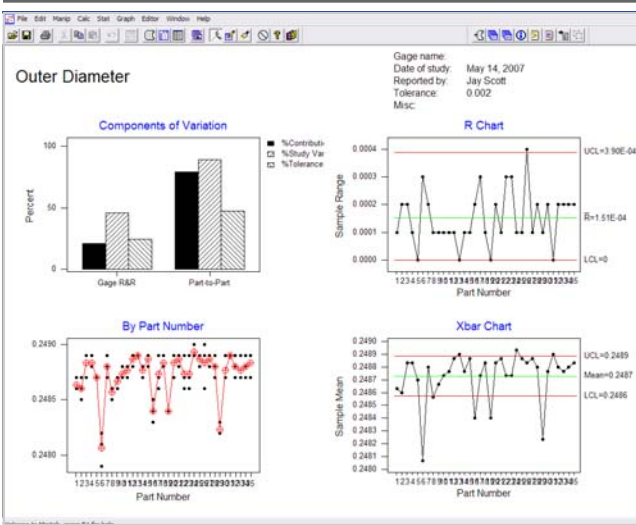 File Edit Manip Calc Stat Graph Editor Window Help
Outer Diameter
Gage name:
Date of study: May 14, 2007
Reported by: Jay Scott
Tolerance: 0.002
Misc:
Components of Variation
100
50
0
Percent
Gage R&R
Part-to-Part
%Contributi
%Study Var
%Tolerance
R Chart
0.0004
0.0003
0.0002
0.0001
0.0000
Sample Range
UCL=3.90E-04
R=1.51E-04
LCL=0
Part Number
By Part Number
0.2490
0.2485
0.2480
Part Number
Xbar Chart
0.2490
0.2489
0.2488
0.2487
0.2486
0.2485
0.2484
0.2483
0.2482
0.2481
0.2480
Sample Mean
UCL=0.2489
Mean=0.2487
LCL=0.2486
Part Number